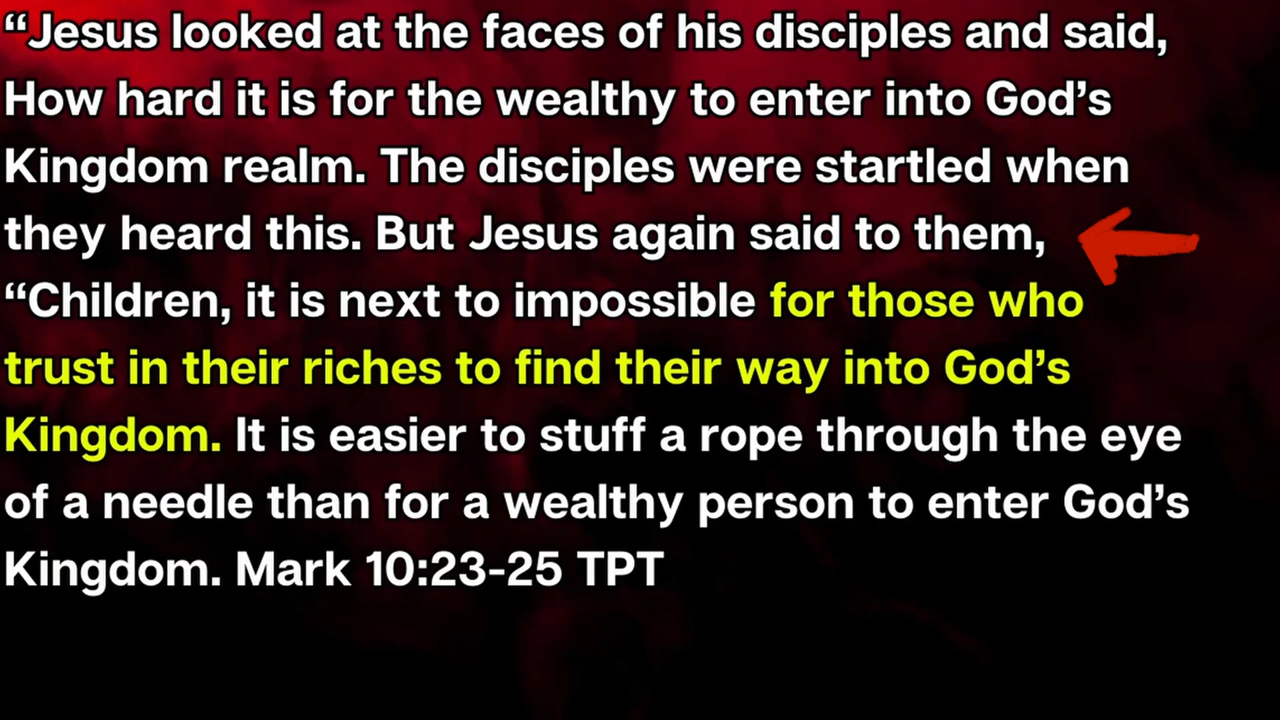 “Jesus looked at the faces of his disciples and said,
How hard it is for the wealthy to enter into God’s
Kingdom realm. The disciples were startled when
they heard this. But Jesus again said to them,
“Children, it is next to impossible for those who
trust in their riches to find their way into God’s
Kingdom. It is easier to stuff a rope through the eye
of a needle than for a wealthy person to enter God’s
Kingdom. Mark 10:23-25 TPT